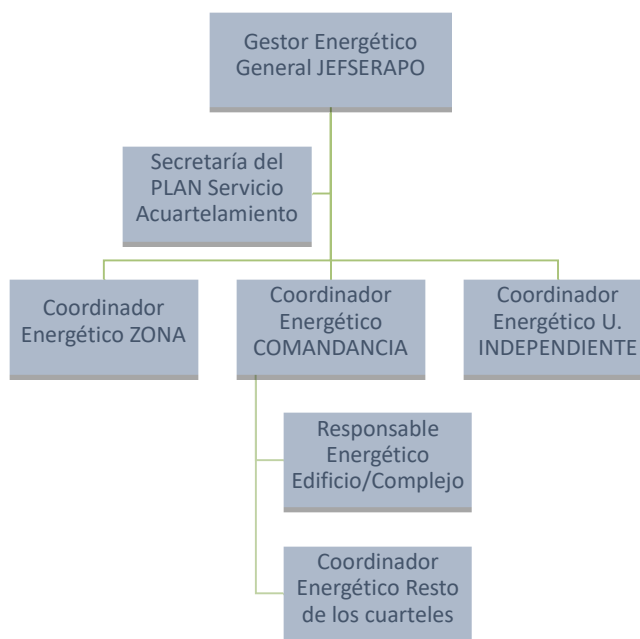 Gestor Energético
General JEFSERAPO
Secretaría del
PLAN Servicio
Acuartelamiento
Coordinador
Energético ZONA
Coordinador
Energético
COMANDANCIA
Coordinador
Energético U.
INDEPENDIENTE
Responsable
Energético
Edificio/Complejo
Coordinador
Energético Resto
de los cuarteles